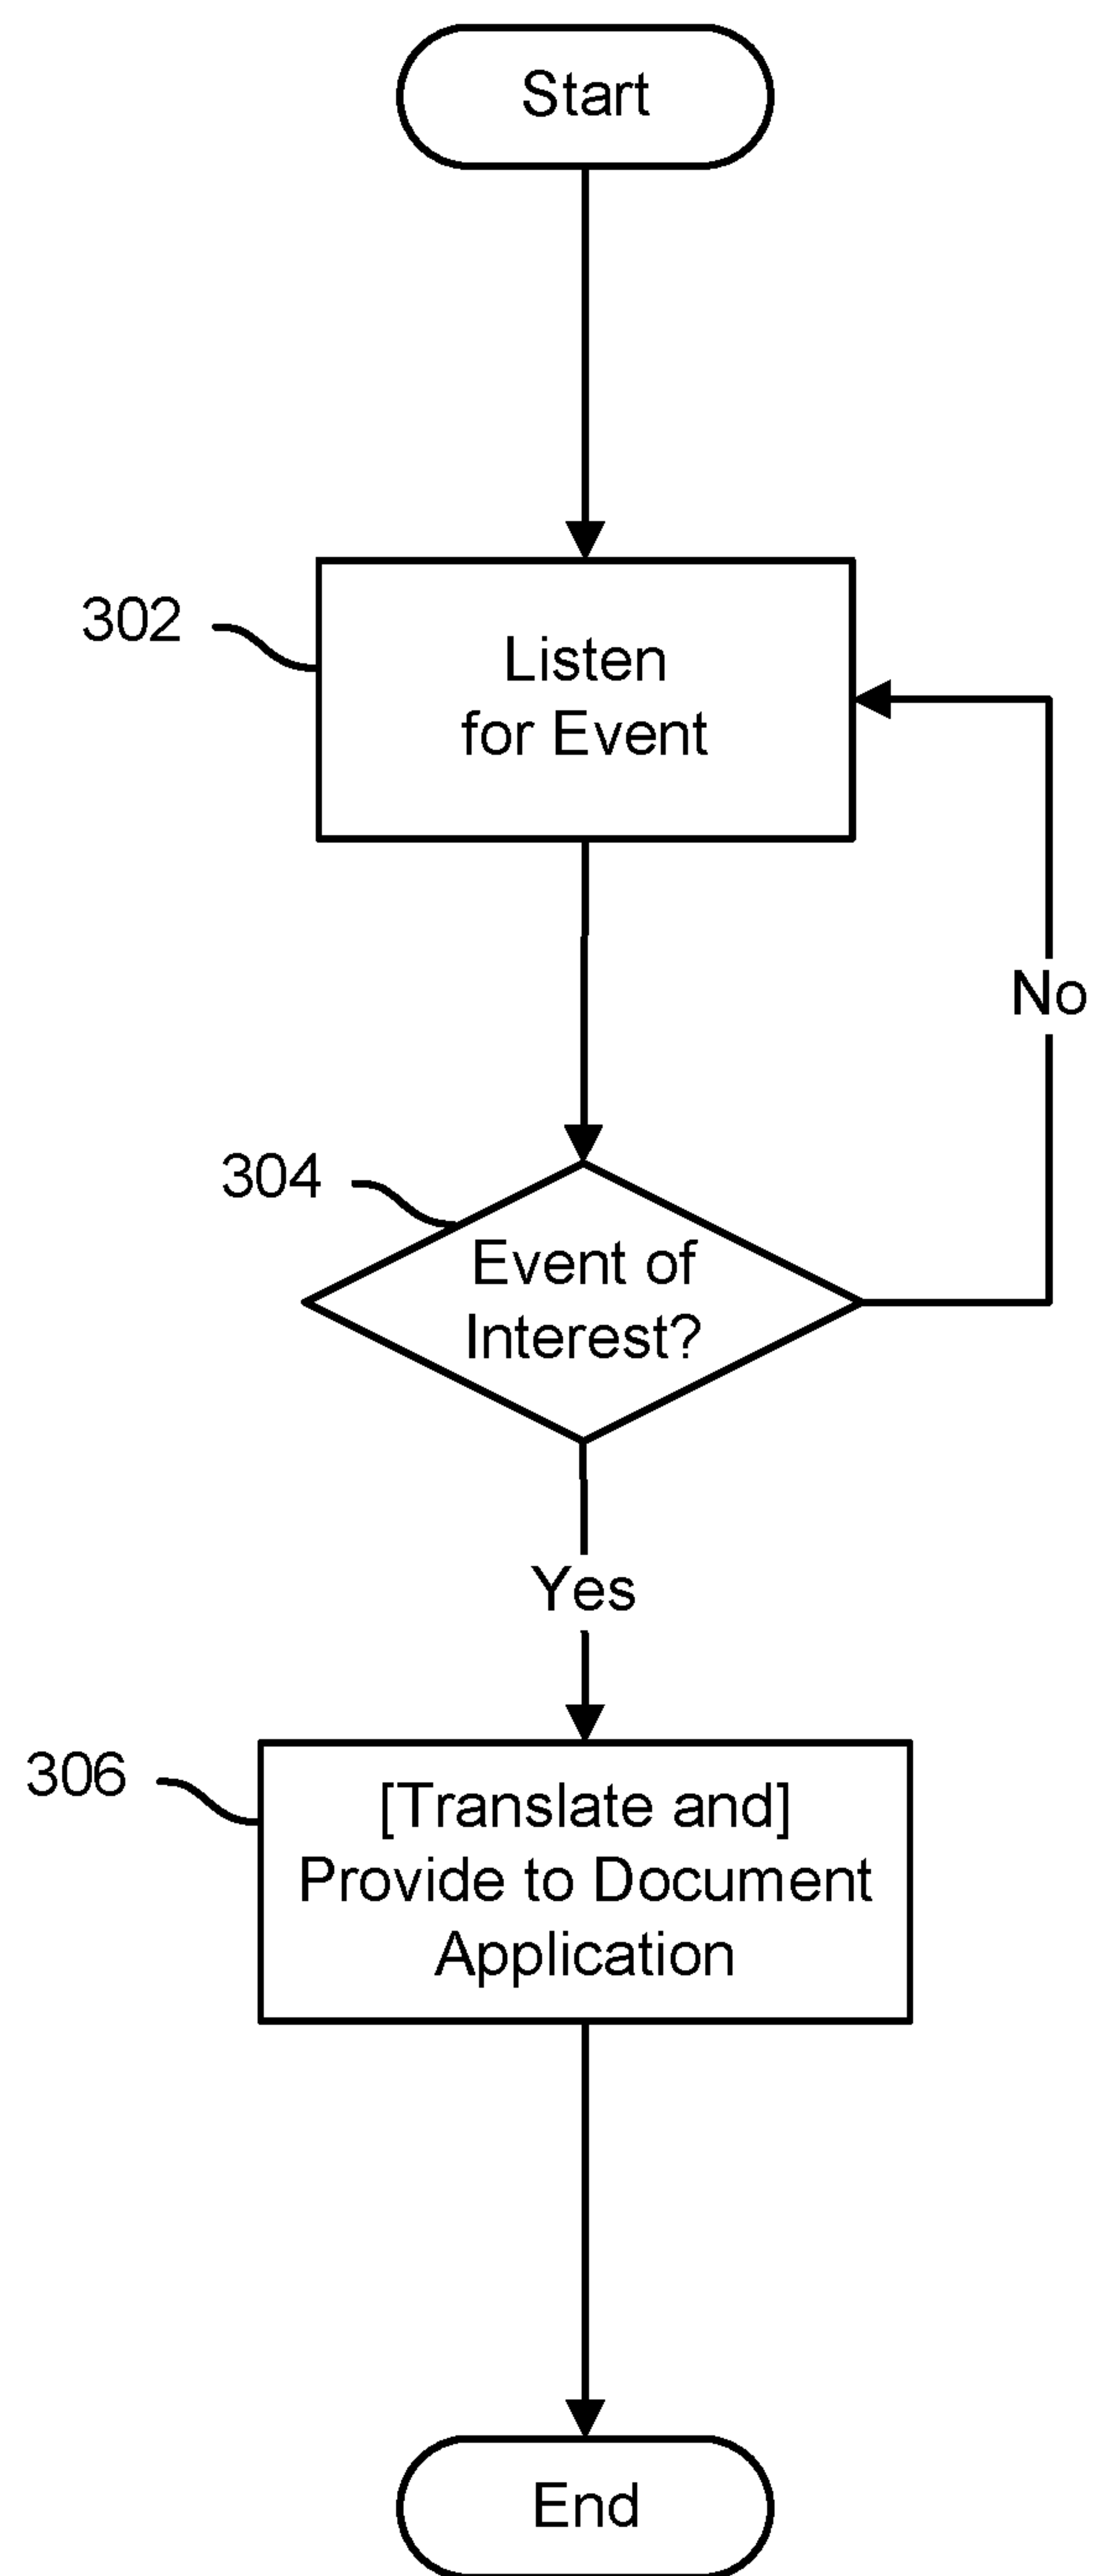 Start
302
Listen
for Event
No
304
Event of
Interest?
Yes
306
[Translate and]
Provide to Document
Application
End